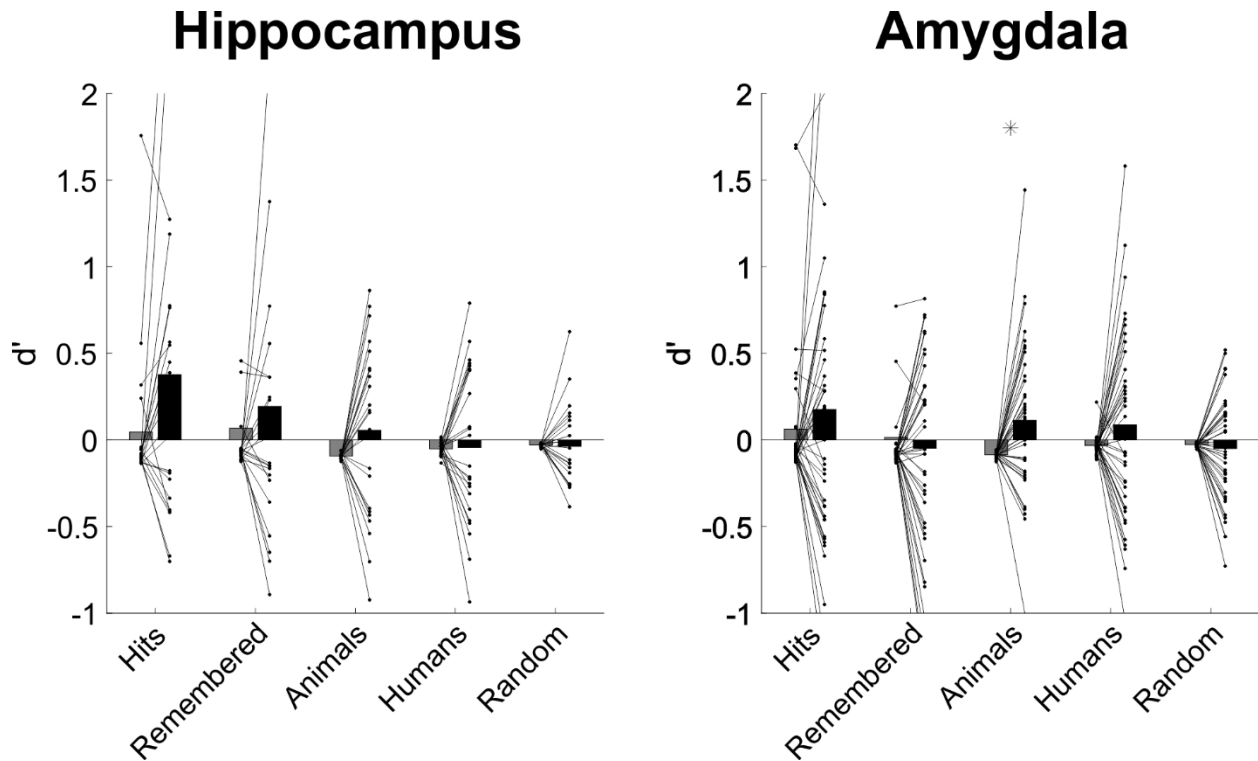 Hippocampus
2
1.5
1
0.5
0
-0.5
-1
d'
Hits
Remembered
Animals
Humans
Random
Amygdala
2
1.5
1
0.5
0
-0.5
-1
d'
*
Hits
Remembered
Animals
Humans
Random